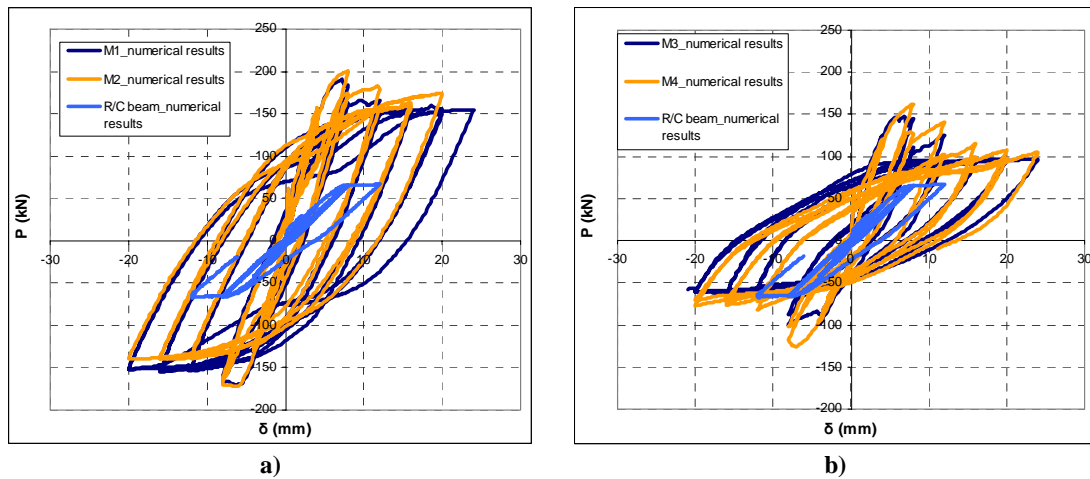 250
M1_numerical results
M2_numerical results
R/C beam_numerical
results
200
150
100
50
0
-50
-100
-150
-200
-30
-20
-10
0
10
20
30
P (kN)
δ (mm)
a)
250
M3_numerical results
M4_numerical results
R/C beam_numerical
results
200
150
100
50
0
-50
-100
-150
-200
-30
-20
-10
0
10
20
30
P (kN)
δ (mm)
b)